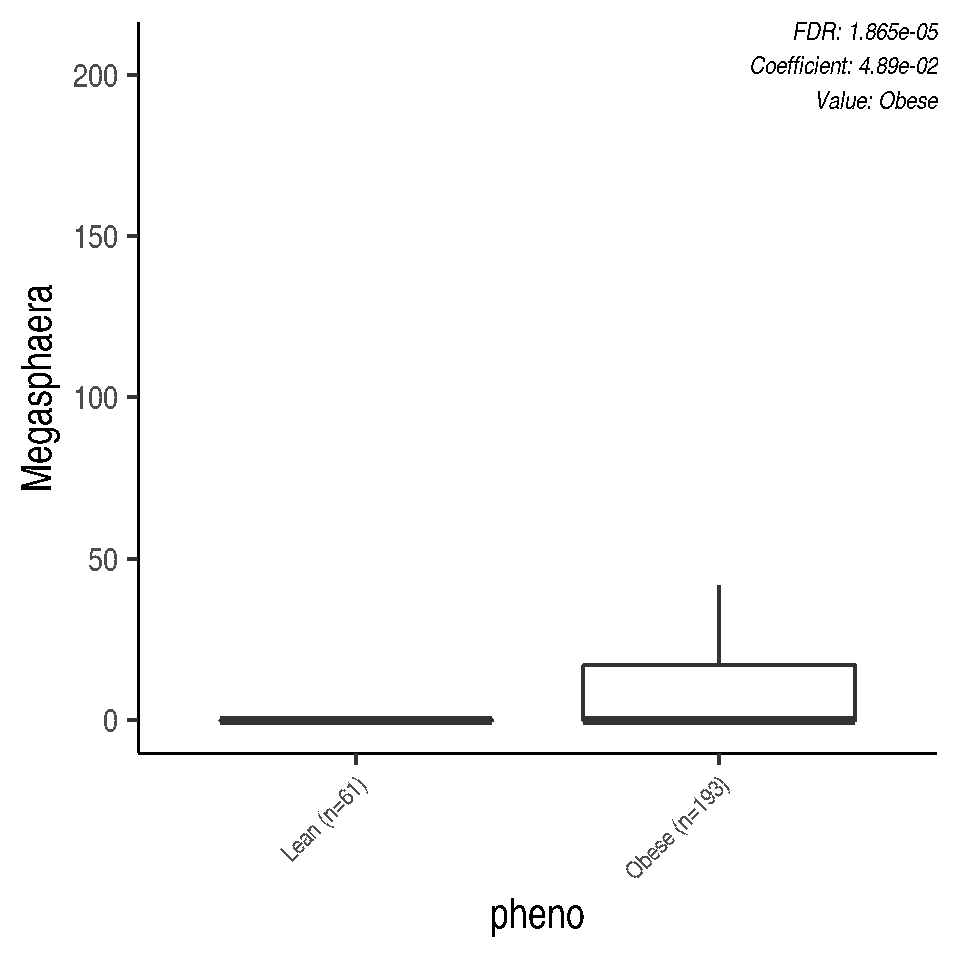 FDR: 1.865e-05
Coefficient: 4.89e-02
Value: Obese
200
150
100
50
0
Megasphaera
Lean (n=61)
Obese (n=193)
pheno